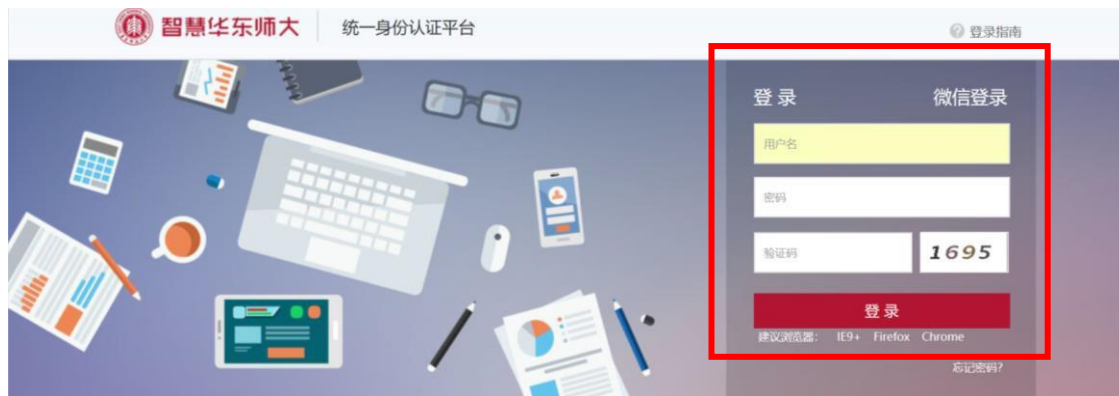 智慧华东师大 统一身份认证平台
登录指南
登 录 微信登录
用户名
密码
验证码 1695
登 录
建议浏览器: IE9+ Firefox Chrome
忘记密码?